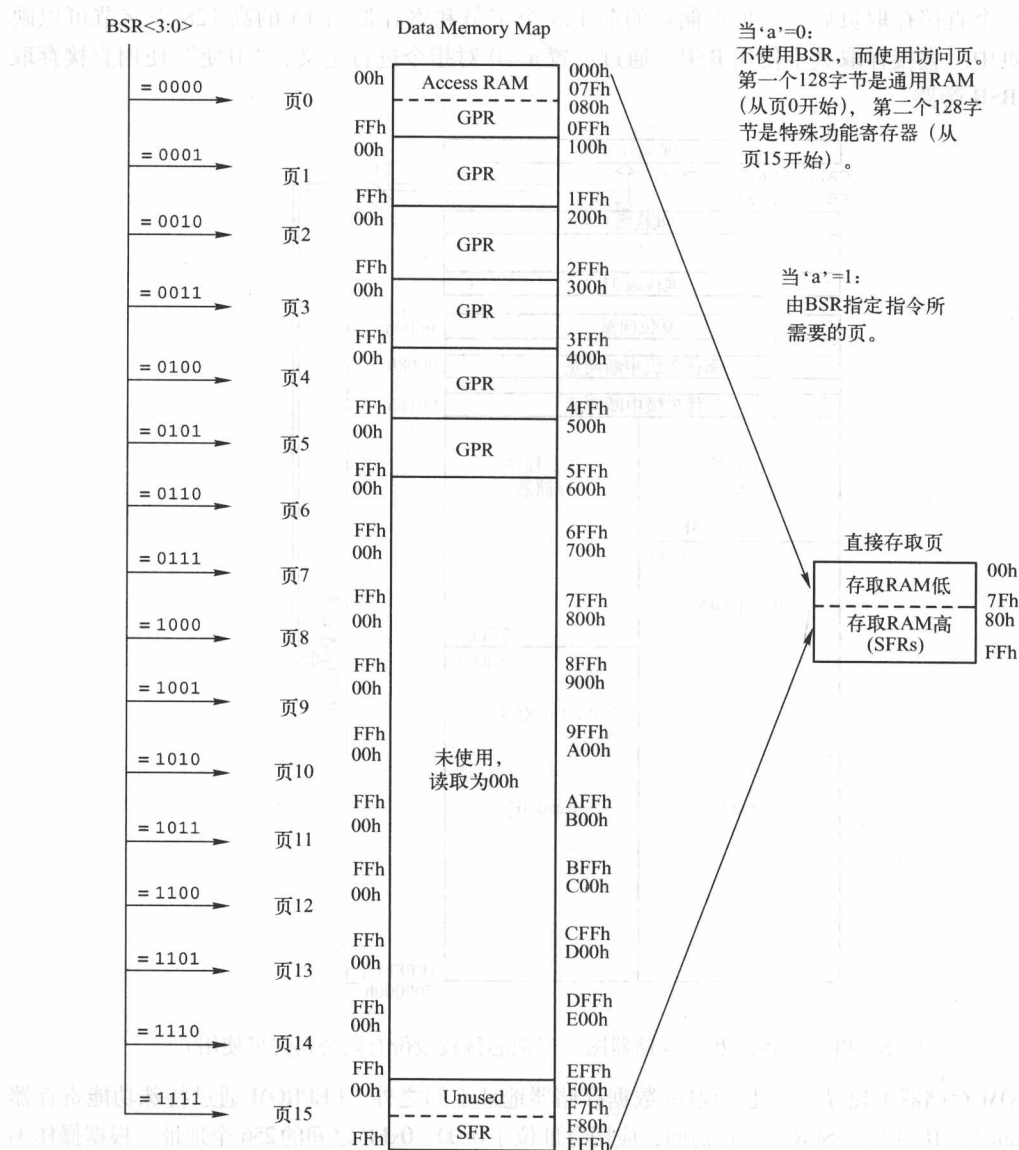 个直接存取页
BSR<3:0>
Data Memory Map
当‘a’=0:
不使用BSR, 而使用访问页。
第一个128字节是通用RAM
(从页0开始), 第二个128字
节是特殊功能寄存器 (从
页15开始) 。
当‘a’=1:
由BSR指定指令所
需要的页。
= 0000
页0
00h
Access RAM
000h
07Fh
080h
GPR
FFh
0FFh
= 0001
页1
00h
100h
GPR
FFh
1FFh
= 0010
页2
00h
200h
GPR
FFh
2FFh
= 0011
页3
00h
300h
GPR
FFh
3FFh
= 0100
页4
00h
400h
GPR
FFh
4FFh
= 0101
页5
00h
500h
GPR
FFh
5FFh
= 0110
页6
00h
600h
FFh
6FFh
= 0111
页7
00h
700h
FFh
7FFh
= 1000
页8
00h
800h
FFh
8FFh
= 1001
页9
00h
900h
FFh
9FFh
= 1010
页10
00h
A00h
未使用,
读取为00h
FFh
AFFh
= 1011
页11
00h
B00h
FFh
BFFh
= 1100
页12
00h
C00h
FFh
CFFh
= 1101
页13
00h
D00h
FFh
DFFh
= 1110
页14
00h
E00h
FFh
EFFh
= 1111
页15
00h
F00h
Unused
F7Fh
F80h
SFR
FFh
FFFh
直接存取页
存取RAM低
00h
7Fh
存取RAM高
(SFRs)
80h
FFh